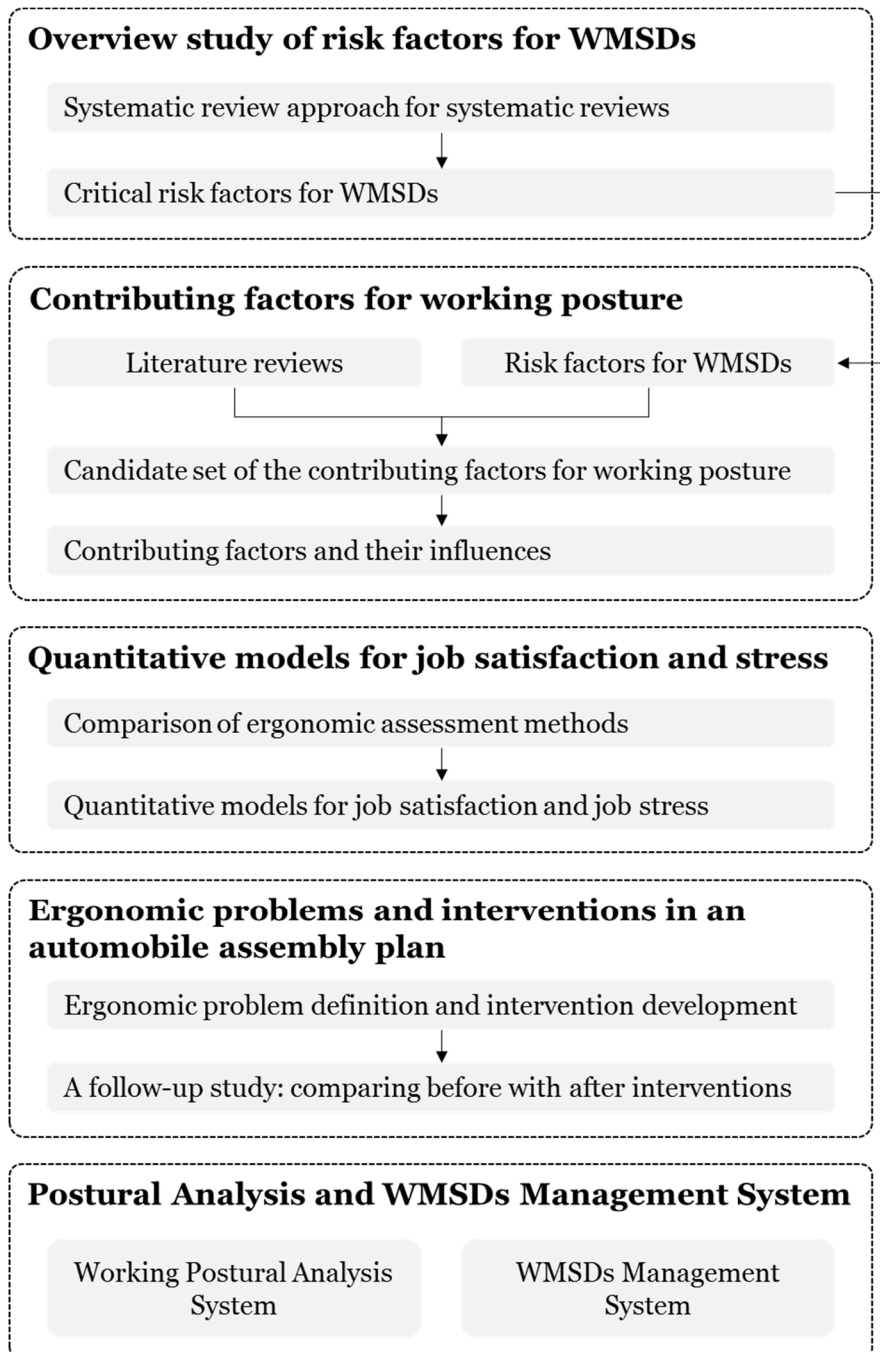 Overview study of risk factors for WMSDs
Systematic review approach for systematic reviews
Critical risk factors for WMSDs
Contributing factors for working posture
Literature reviews
Risk factors for WMSDs
Candidate set of the contributing factors for working posture
Contributing factors and their influences
Quantitative models for job satisfaction and stress
Comparison of ergonomic assessment methods
Quantitative models for job satisfaction and job stress
Ergonomic problems and interventions in an
automobile assembly plan
Ergonomic problem definition and intervention development
A follow-up study: comparing before with after interventions
Postural Analysis and WMSDs Management System
Working Postural Analysis
System
WMSDs Management
System